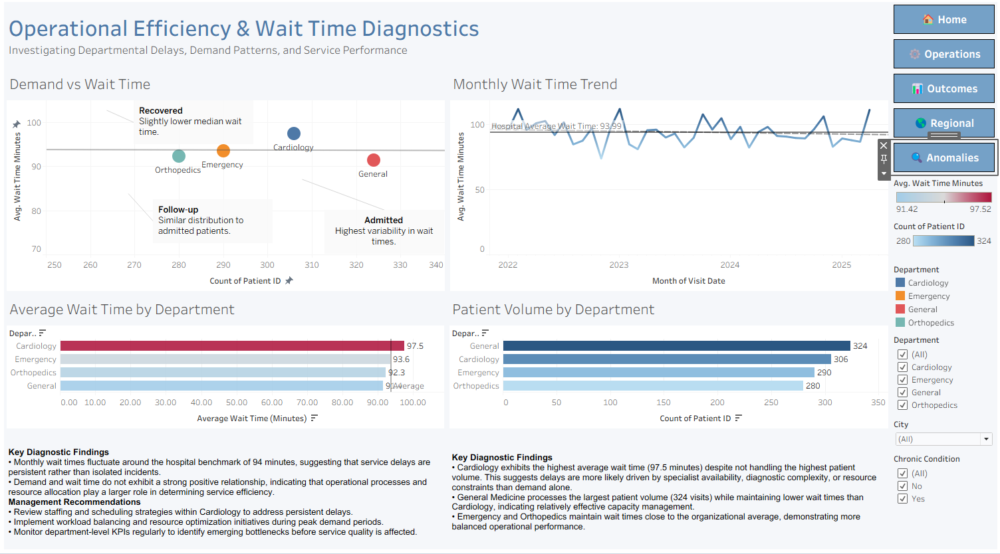 Operational Efficiency & Wait Time Diagnostics
Investigating Departmental Delays, Demand Patterns, and Service Performance
Demand vs Wait Time
Avg. Wait Time Minutes
100
90
80
70
Recovered
Slightly lower median wait
time.
Cardiology
Emergency
Orthopedics
General
Follow-up
Similar distribution to
admitted patients.
Admitted
Highest variability in wait
times.
250 260 270 280 290 300 310 320 330 340
Count of Patient ID
Monthly Wait Time Trend
Avg. Wait Time Minutes
100
50
0
Hospital Average Wait Time: 93.99
2022 2023 2024 2025
Month of Visit Date
Average Wait Time by Department
Depar..
Cardiology 97.5
Emergency 93.6
Orthopedics 92.3
General
Average
0.00 10.00 20.00 30.00 40.00 50.00 60.00 70.00 80.00 90.00 100.00
Average Wait Time (Minutes)
Patient Volume by Department
Depar..
General 324
Cardiology 306
Emergency 290
Orthopedics 280
0 50 100 150 200 250 300 350
Count of Patient ID
Key Diagnostic Findings
• Monthly wait times fluctuate around the hospital benchmark of 94 minutes, suggesting that service delays are
persistent rather than isolated incidents.
• Demand and wait time do not exhibit a strong positive relationship, indicating that operational processes and
resource allocation play a larger role in determining service efficiency.
Management Recommendations
• Review staffing and scheduling strategies within Cardiology to address persistent delays.
• Implement workload balancing and resource optimization initiatives during peak demand periods.
• Monitor department-level KPIs regularly to identify emerging bottlenecks before service quality is affected.
Key Diagnostic Findings
• Cardiology exhibits the highest average wait time (97.5 minutes) despite not handling the highest patient
volume. This suggests delays are more likely driven by specialist availability, diagnostic complexity, or resource
constraints than demand alone.
• General Medicine processes the largest patient volume (324 visits) while maintaining lower wait times than
Cardiology, indicating relatively effective capacity management.
• Emergency and Orthopedics maintain wait times close to the organizational average, demonstrating more
balanced operational performance.
Home
Operations
Outcomes
Regional
Anomalies
Avg. Wait Time Minutes
91.42 97.52
Count of Patient ID
280 324
Department
Cardiology
Emergency
General
Orthopedics
Department
(All)
Cardiology
Emergency
General
Orthopedics
City
(All)
Chronic Condition
(All)
No
Yes